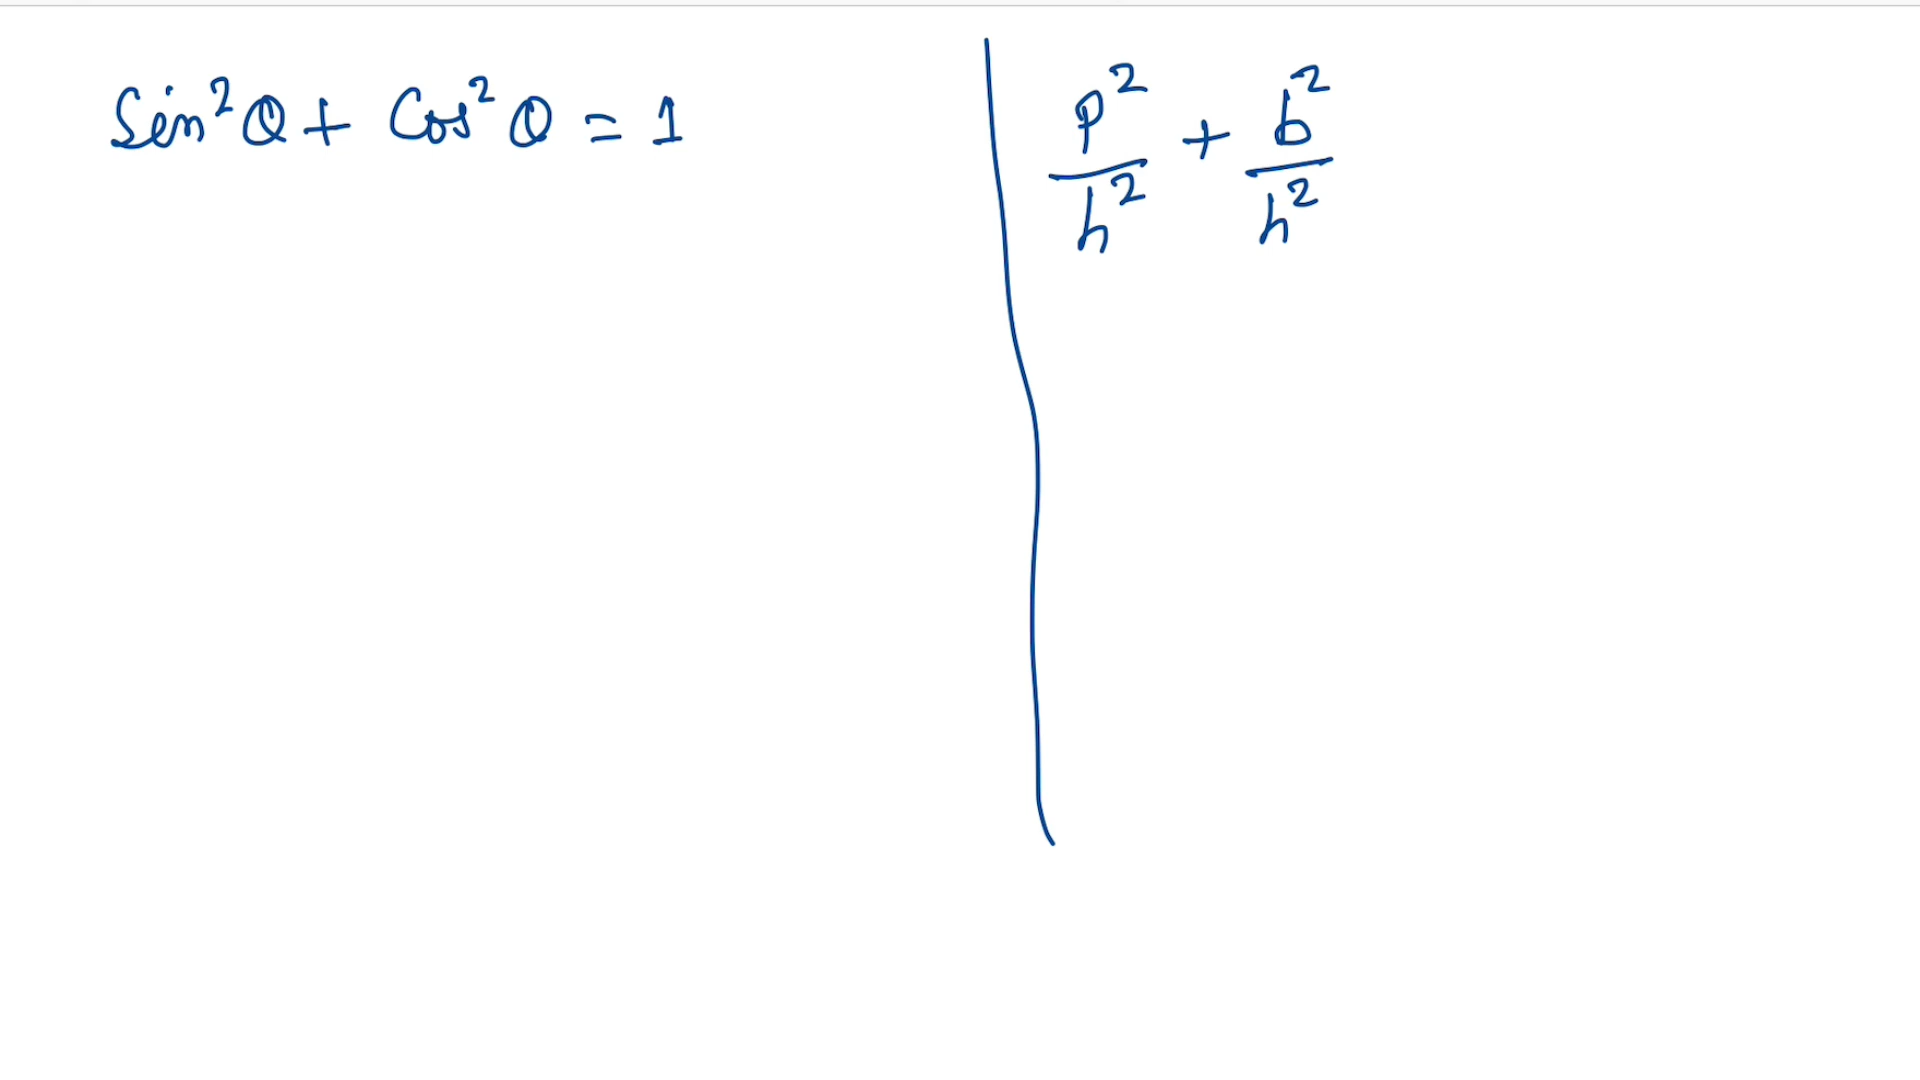 Sin²θ + Cos²θ = 1
p²/h² + b²/h²